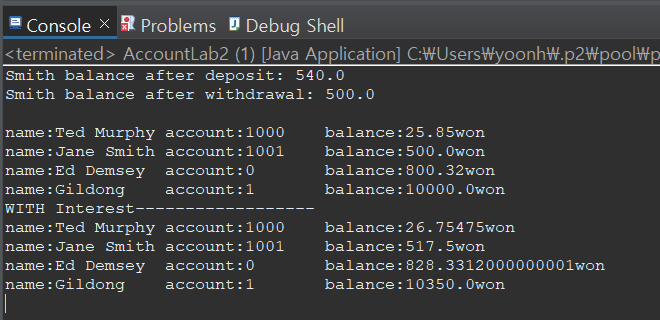 Console × Problems Debug Shell
<terminated> AccountLab2 (1) [Java Application] C:₩Users₩yoonh₩.p2₩pool₩p
Smith balance after deposit: 540.0
Smith balance after withdrawal: 500.0
name:Ted Murphy account:1000 balance:25.85won
name:Jane Smith account:1001 balance:500.0won
name:Ed Demsey account:0 balance:800.32won
name:Gildong account:1 balance:10000.0won
WITH Interest------------------
name:Ted Murphy account:1000 balance:26.75475won
name:Jane Smith account:1001 balance:517.5won
name:Ed Demsey account:0 balance:828.3312000000001won
name:Gildong account:1 balance:10350.0won